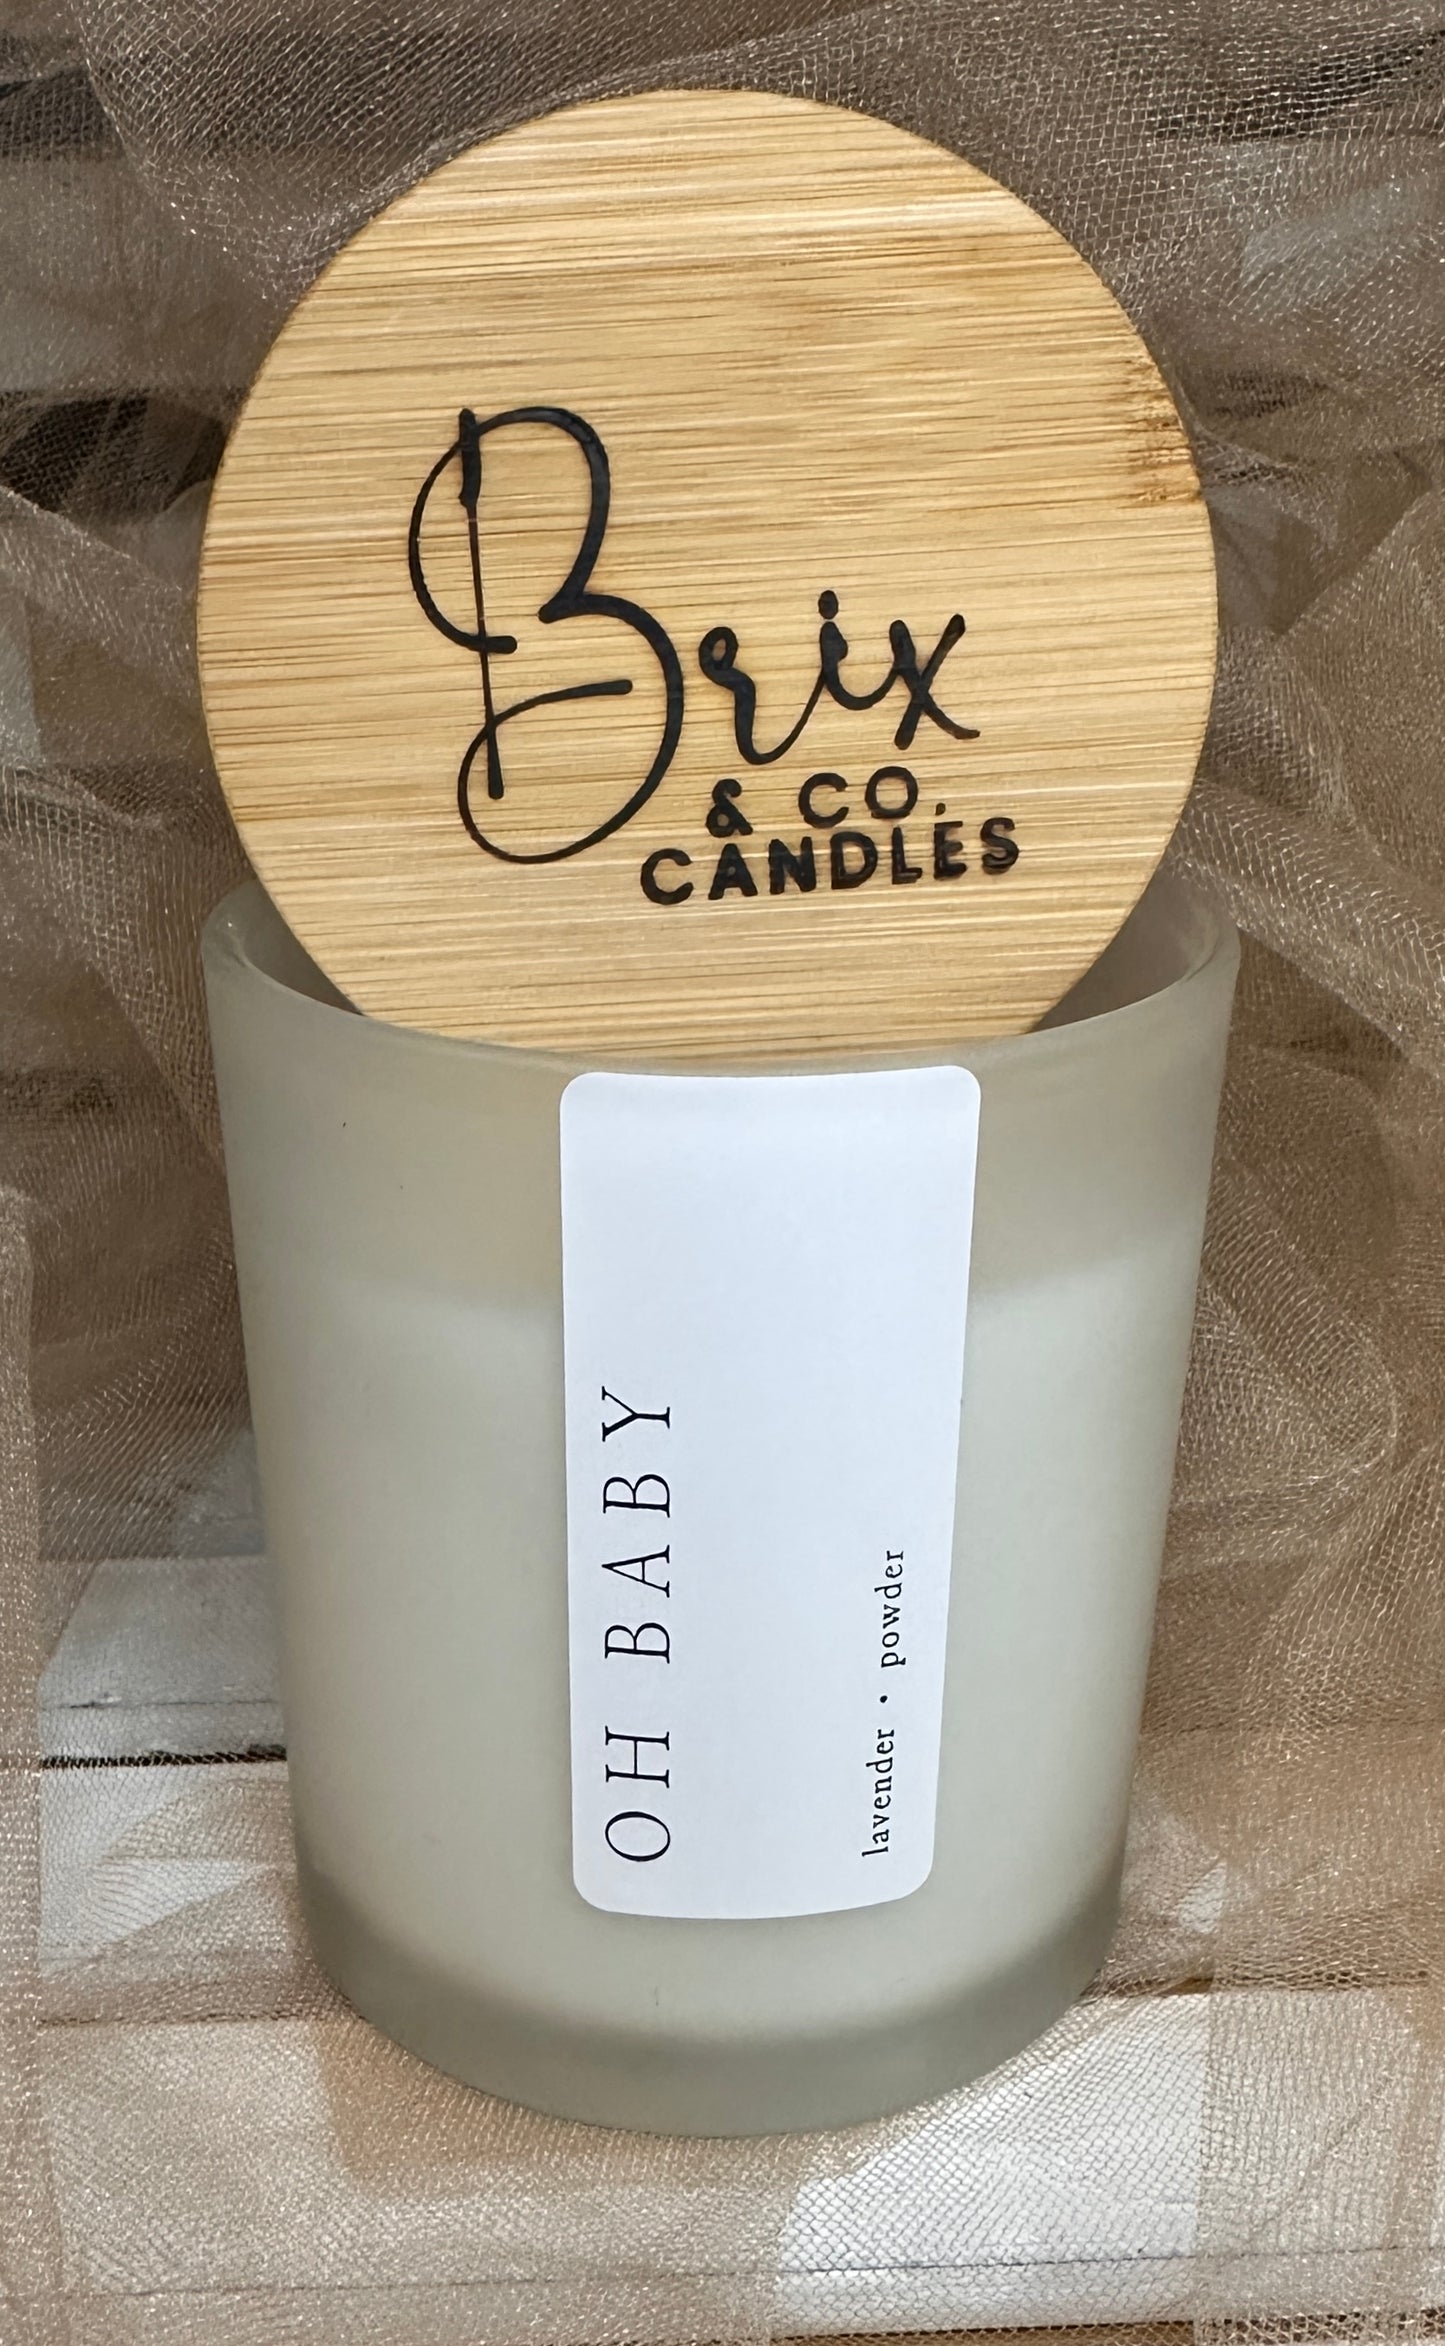 Brix
& CO.
CANDLES
OH BABY
lavender • powder